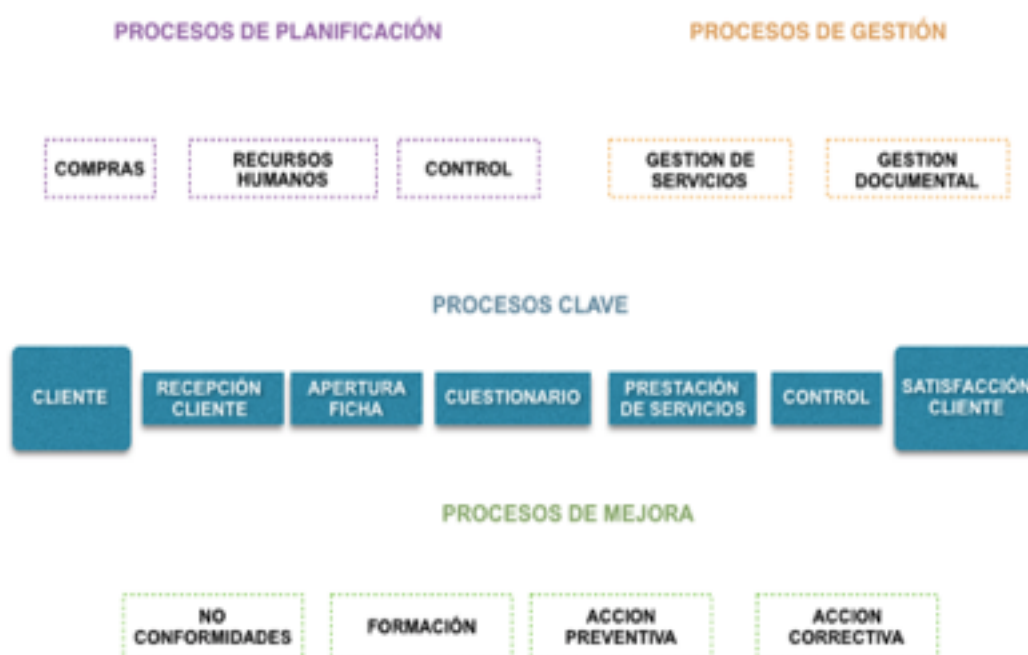 PROCESOS DE PLANIFICACIÓN
PROCESOS DE GESTIÓN
COMPRAS
RECURSOS
HUMANOS
CONTROL
GESTION DE
SERVICIOS
GESTION
DOCUMENTAL
PROCESOS CLAVE
CLIENTE
RECEPCIÓN
CLIENTE
APERTURA
FICHA
CUESTIONARIO
PRESTACIÓN
DE SERVICIOS
CONTROL
SATISFACCIÓN
CLIENTE
PROCESOS DE MEJORA
NO
CONFORMIDADES
FORMACIÓN
ACCION
PREVENTIVA
ACCION
CORRECTIVA